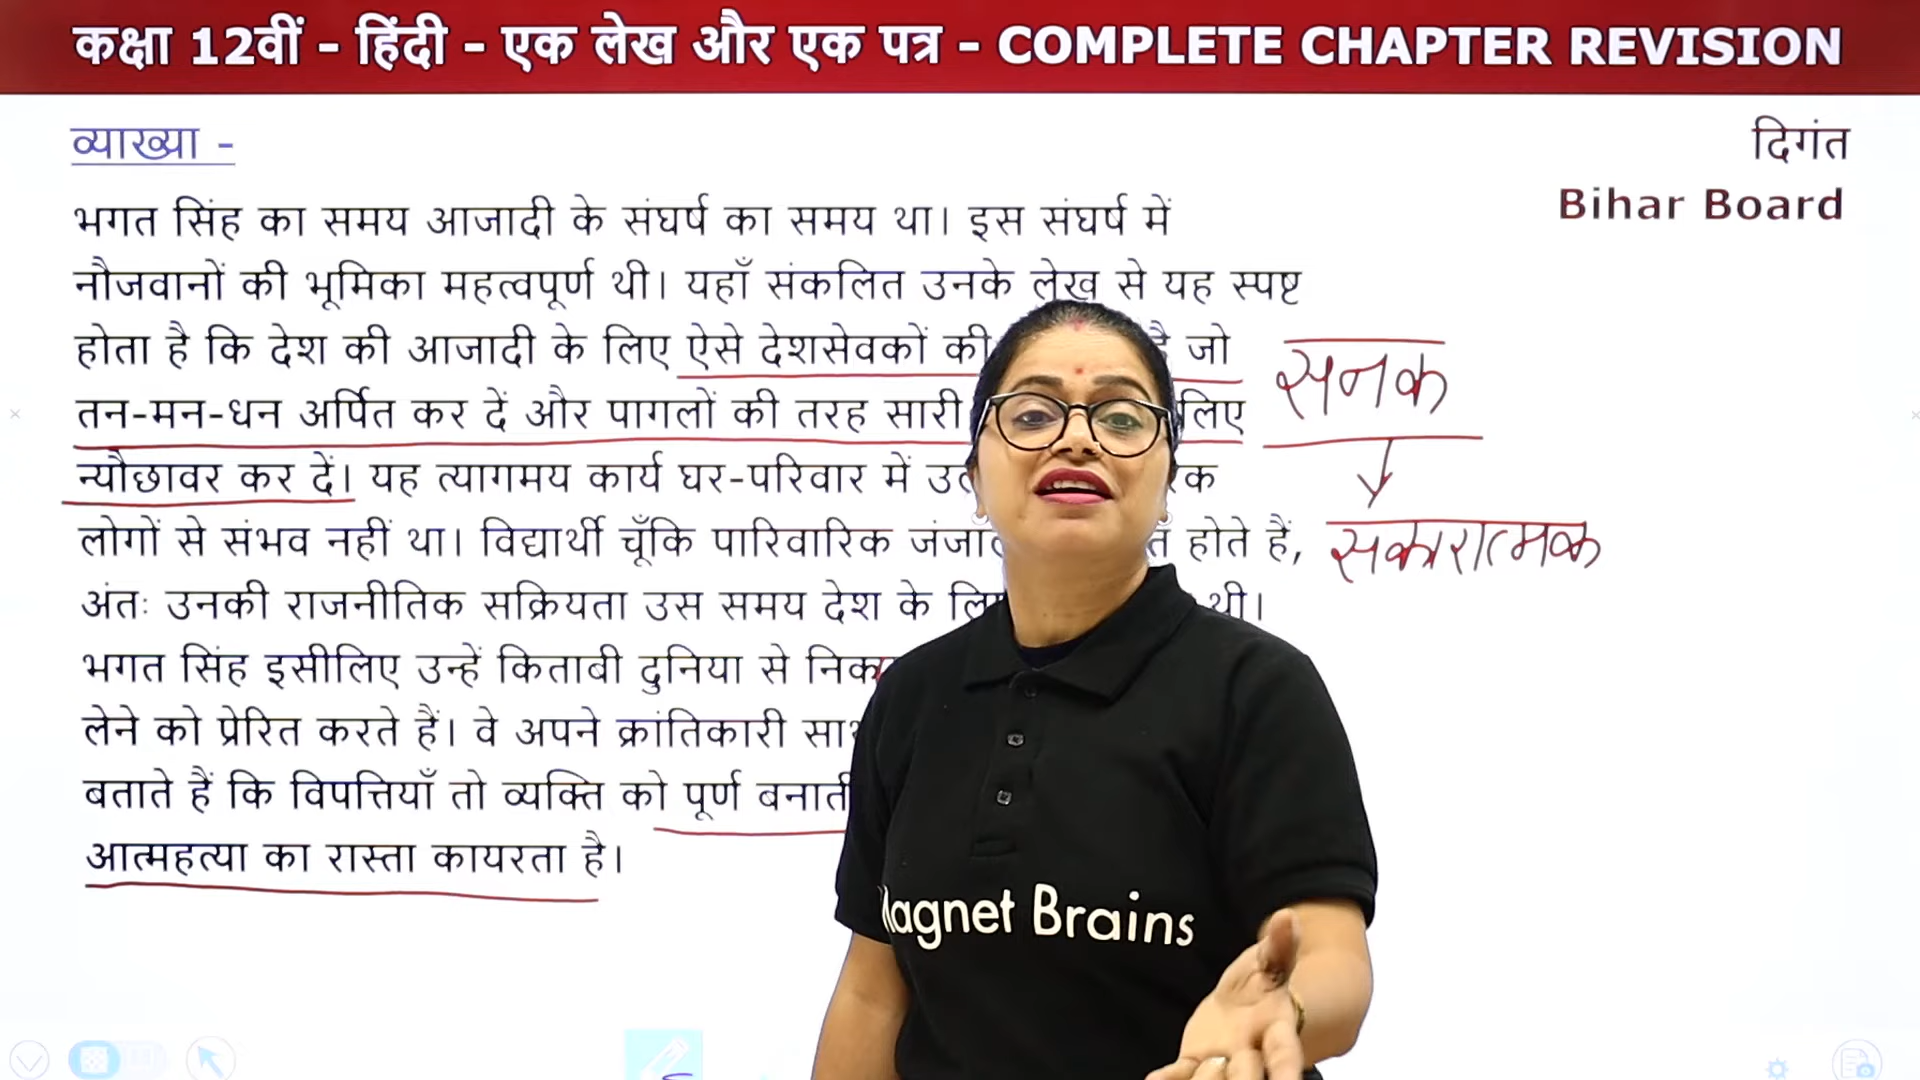 कक्षा 12वीं - हिंदी - एक लेख और एक पत्र - COMPLETE CHAPTER REVISION
व्याख्या -
दिगंत
Bihar Board
भगत सिंह का समय आजादी के संघर्ष का समय था। इस संघर्ष में
नौजवानों की भूमिका महत्वपूर्ण थी। यहाँ संकलित उनके लेख से यह स्पष्ट
होता है कि देश की आजादी के लिए ऐसे देशसेवकों की जो
तन-मन-धन अर्पित कर दें और पागलों की तरह सारी लिए
न्यौछावर कर दें। यह त्यागमय कार्य घर-परिवार में
लोगों से संभव नहीं था। विद्यार्थी चूँकि पारिवारिक होते हैं,
अंतः उनकी राजनीतिक सक्रियता उस समय देश के थी।
भगत सिंह इसीलिए उन्हें किताबी दुनिया से
लेने को प्रेरित करते हैं। वे अपने क्रांतिकारी
बताते हैं कि विपत्तियाँ तो व्यक्ति को पूर्ण
आत्महत्या का रास्ता कायरता है।
सनक
सकारात्मक
Magnet Brains